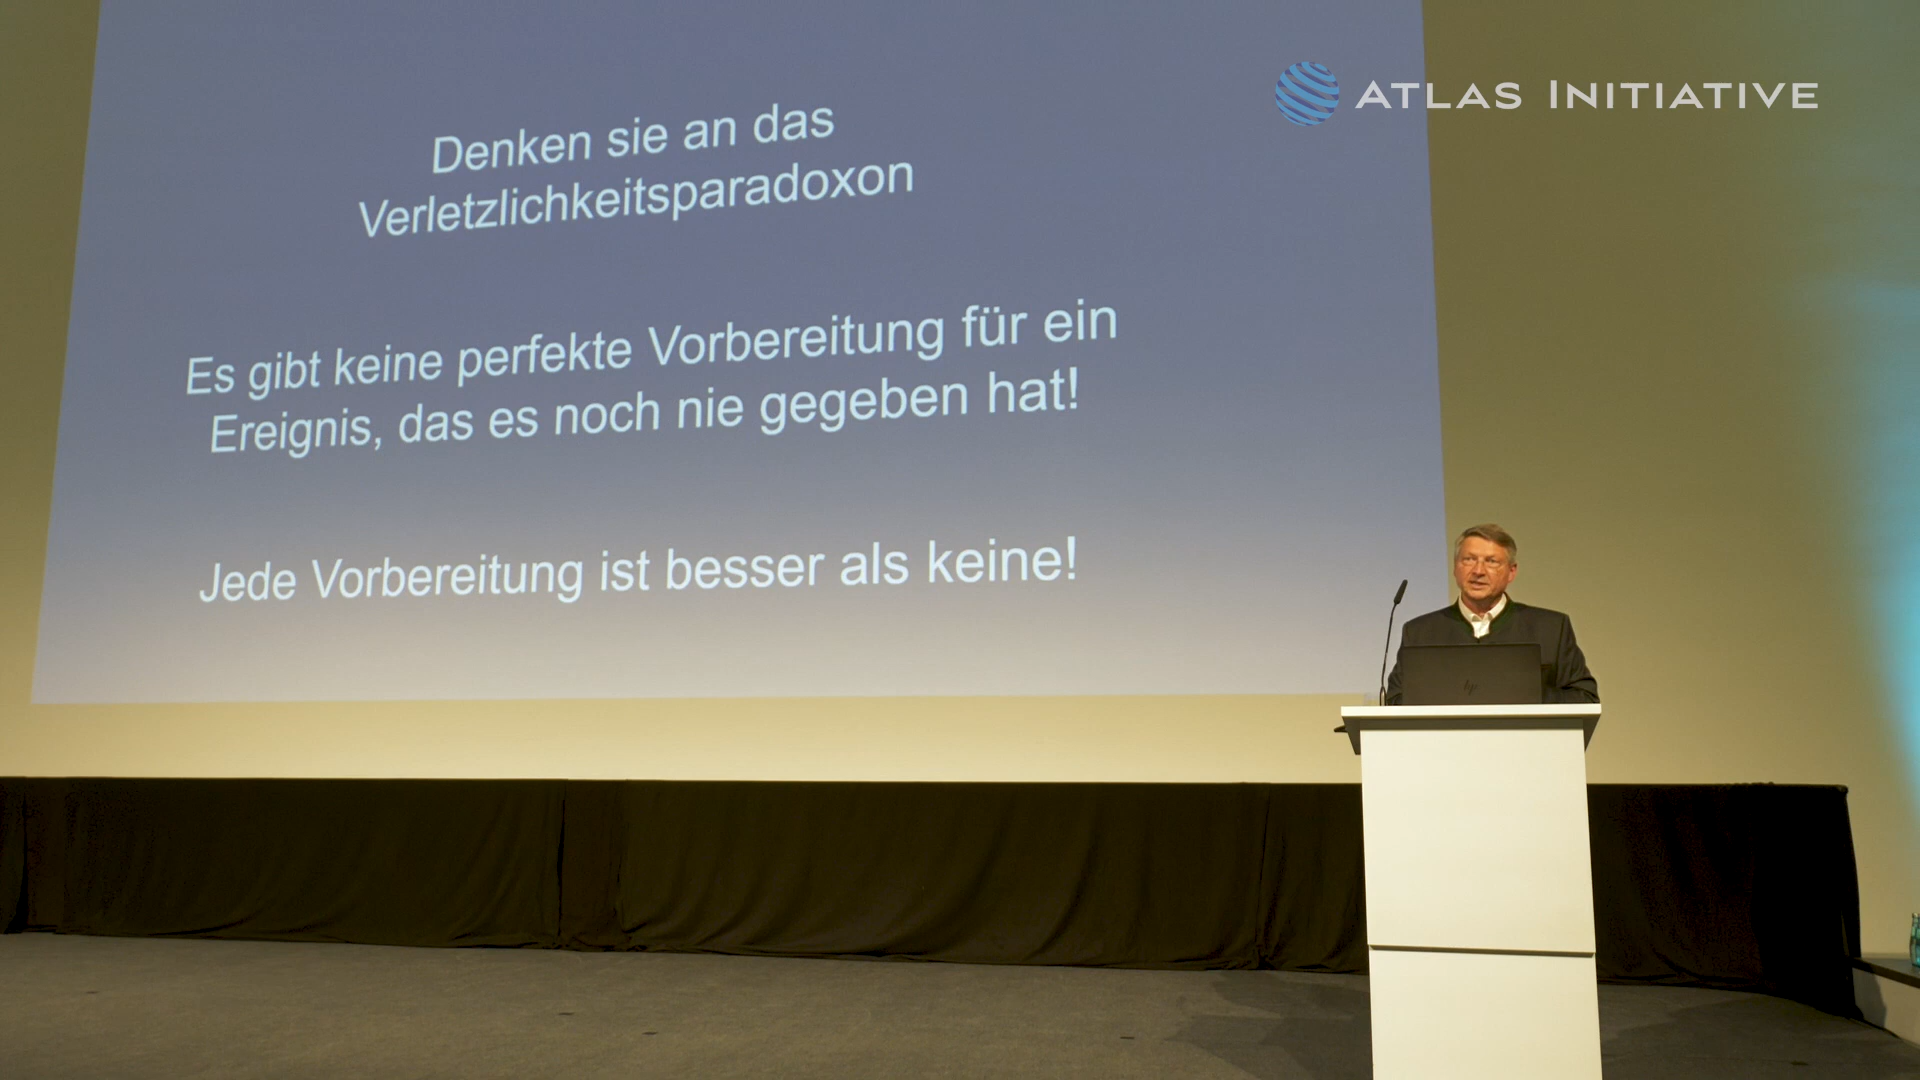 Denken sie an das
Verletzlichkeitsparadoxon
Es gibt keine perfekte Vorbereitung für ein
Ereignis, das es noch nie gegeben hat!
Jede Vorbereitung ist besser als keine!
ATLAS INITIATIVE
hp